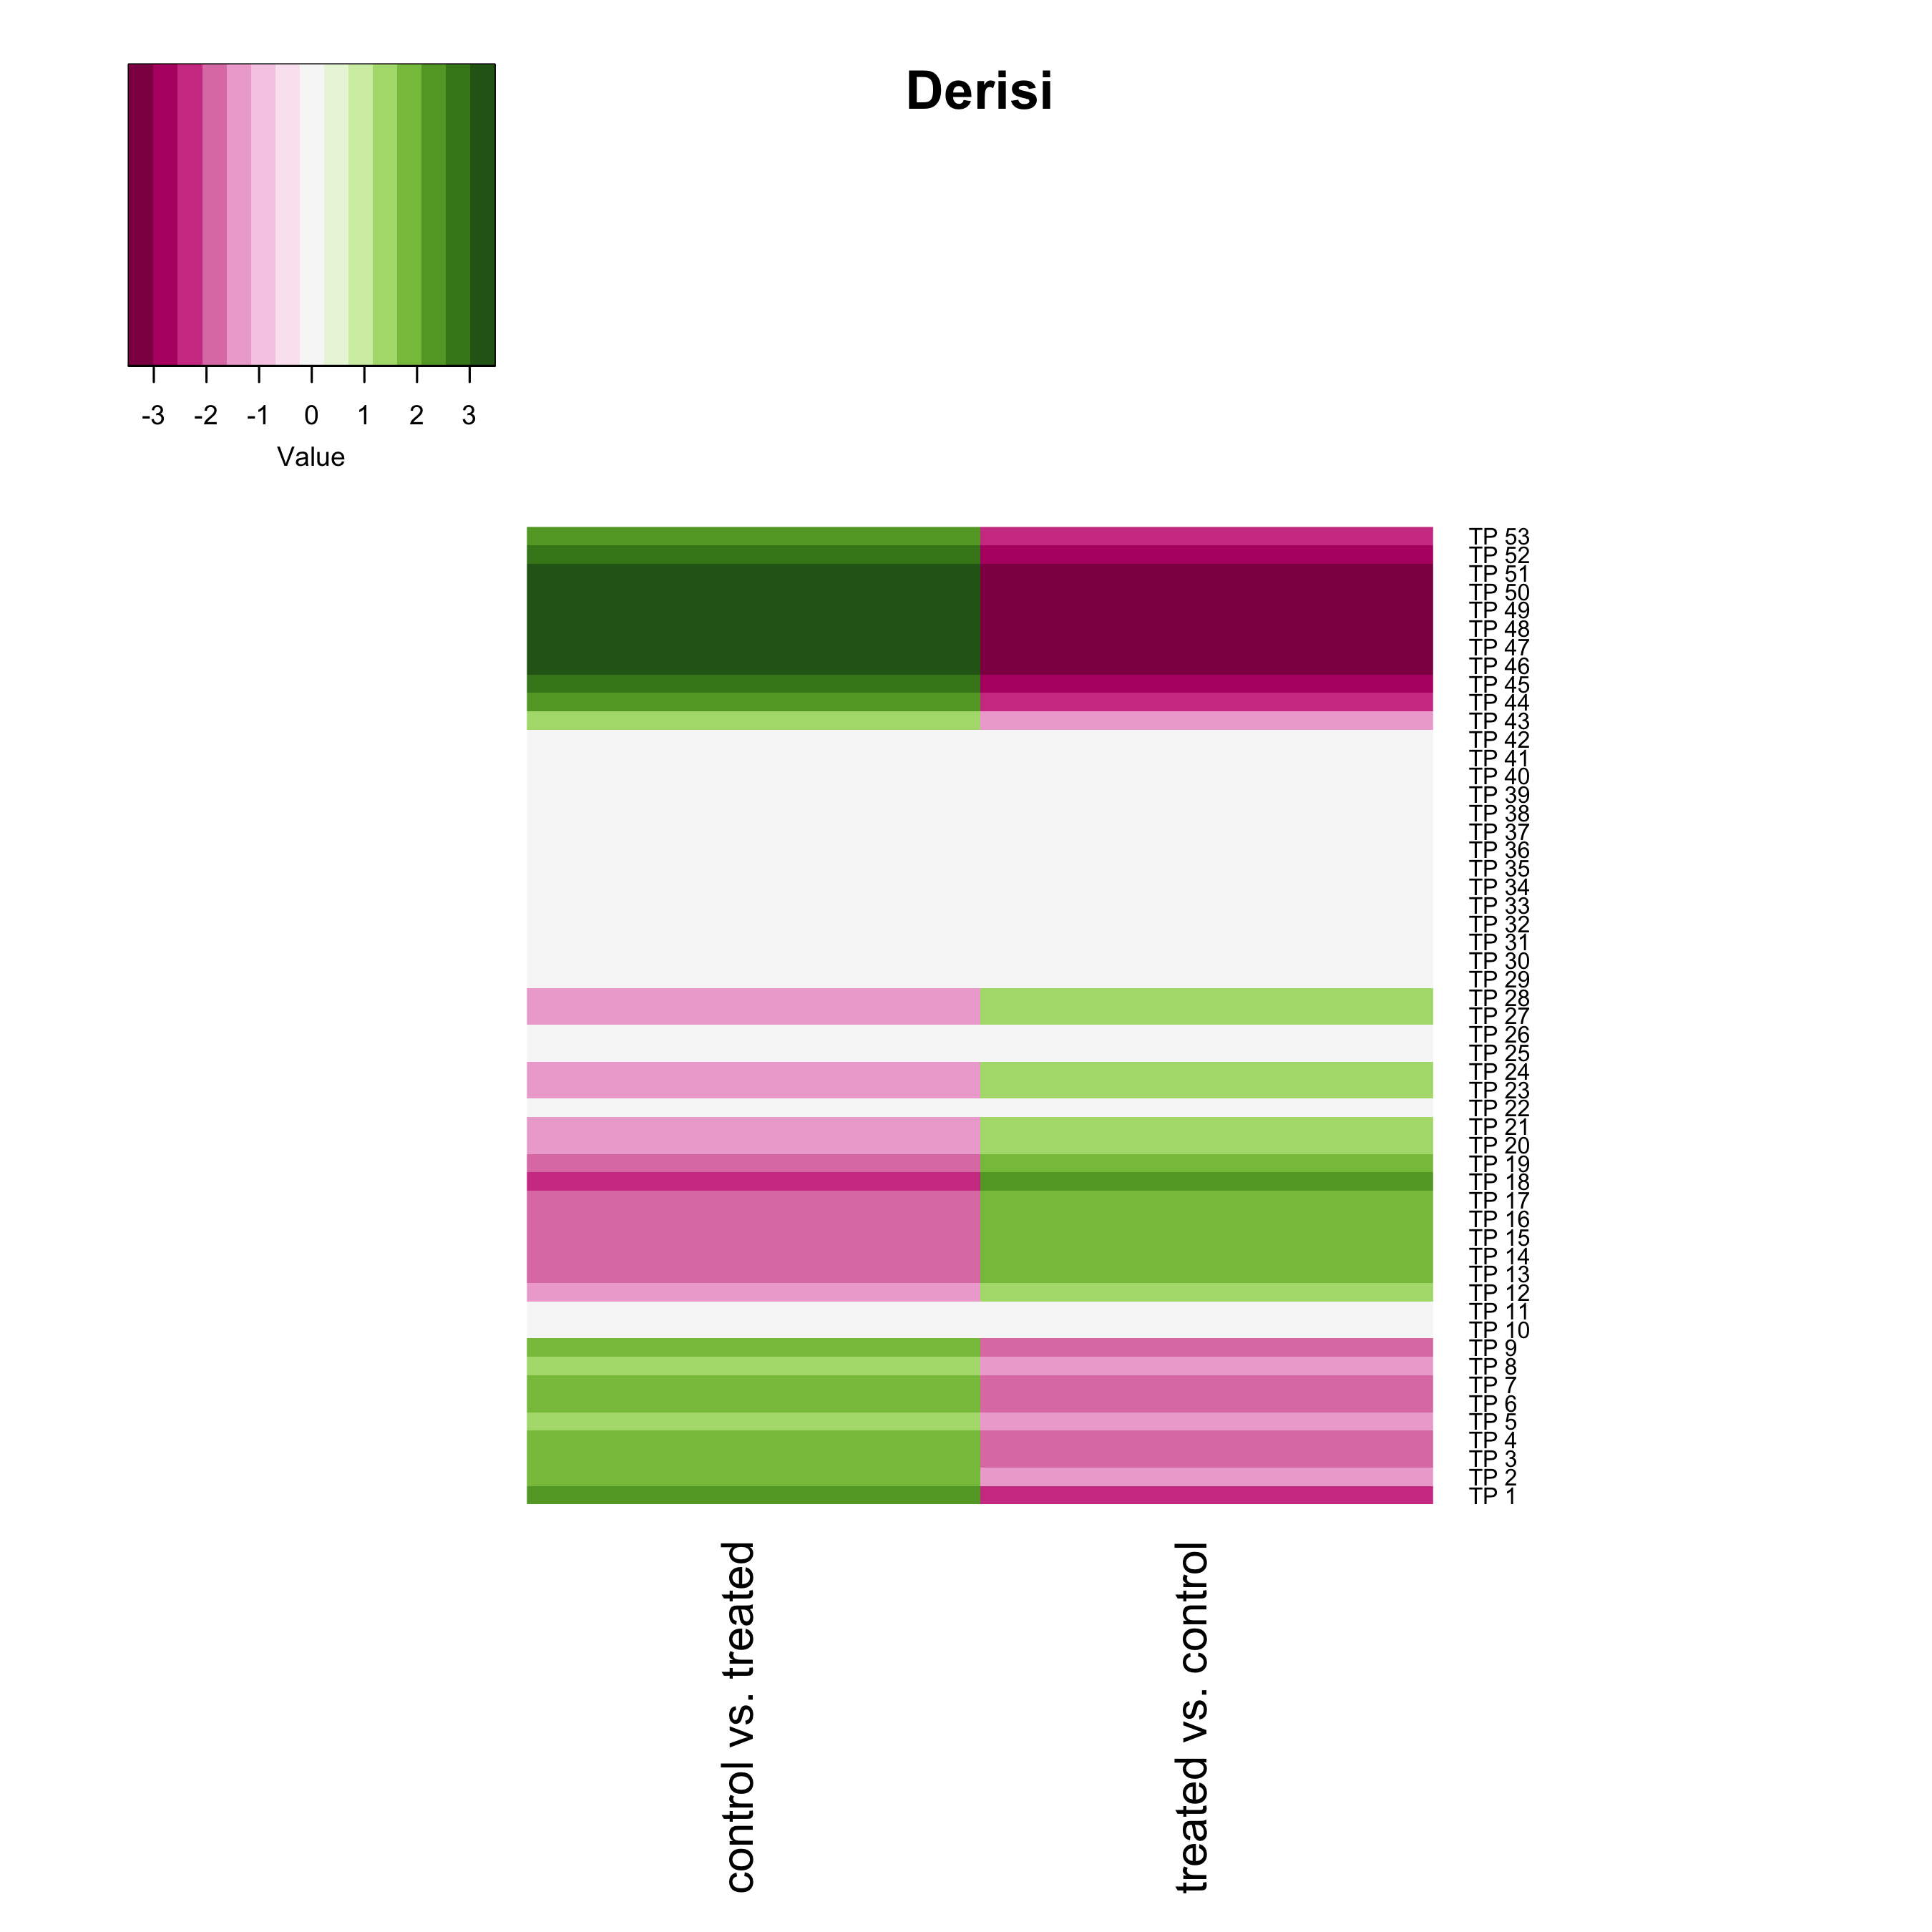 Derisi
-3 -2 -1 0 1 2 3
Value
TP 53
TP 52
TP 51
TP 50
TP 49
TP 48
TP 47
TP 46
TP 45
TP 44
TP 43
TP 42
TP 41
TP 40
TP 39
TP 38
TP 37
TP 36
TP 35
TP 34
TP 33
TP 32
TP 31
TP 30
TP 29
TP 28
TP 27
TP 26
TP 25
TP 24
TP 23
TP 22
TP 21
TP 20
TP 19
TP 18
TP 17
TP 16
TP 15
TP 14
TP 13
TP 12
TP 11
TP 10
TP 9
TP 8
TP 7
TP 6
TP 5
TP 4
TP 3
TP 2
TP 1
control vs. treated
treated vs. control